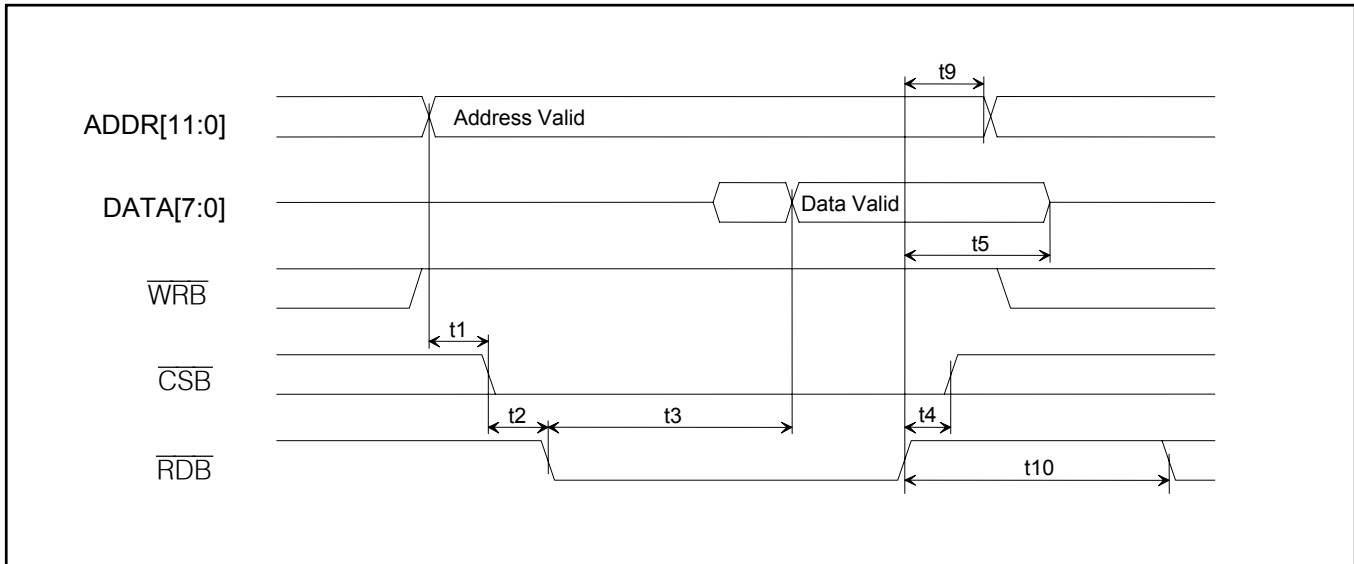 t9
ADDR[11:0]
Address Valid
DATA[7:0]
Data Valid
t5
WRB
t1
CSB
t2
t3
t4
RDB
t10